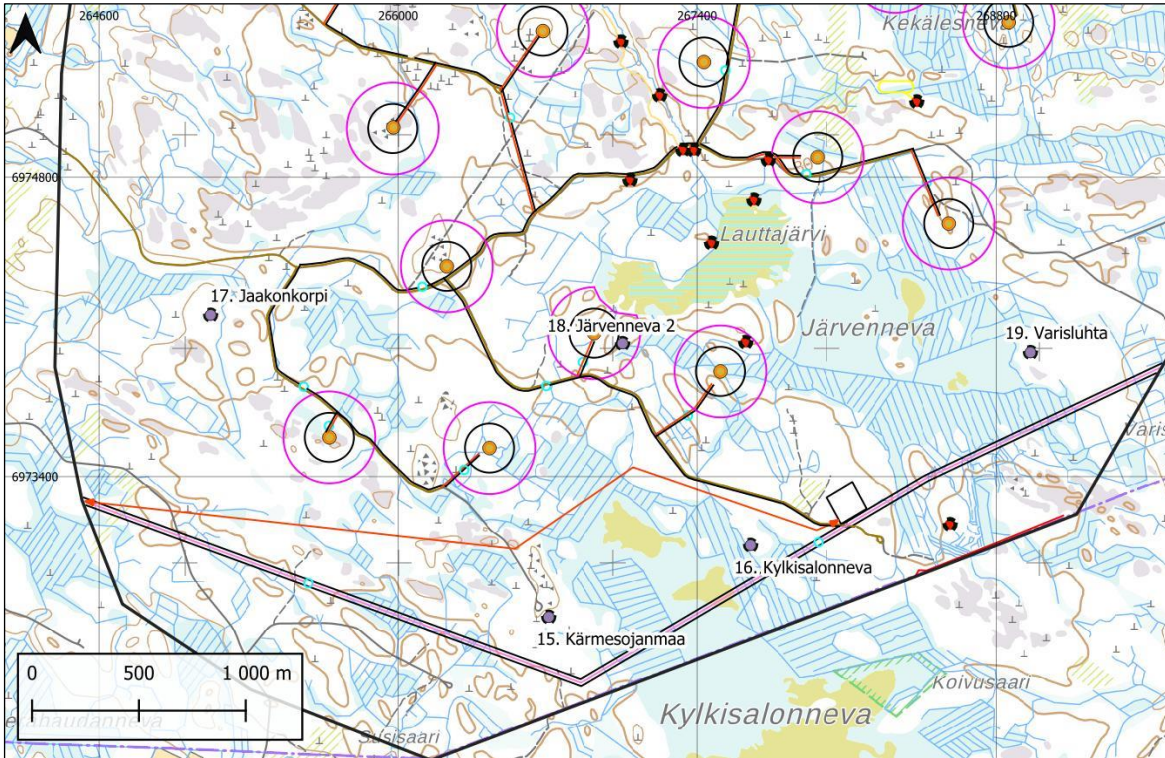 264600
266000
267400
268800
Kekälesneva
6974800
Lauttajärvi
17. Jaakonkorpi
18. Järvenneva 2
Järvenneva
19. Varisluhta
Varis
6973400
16. Kylkisalonneva
15. Kärmesojanmaa
0 500 1 000 m
Koivusaari
Kylkisalonneva
Susisaari